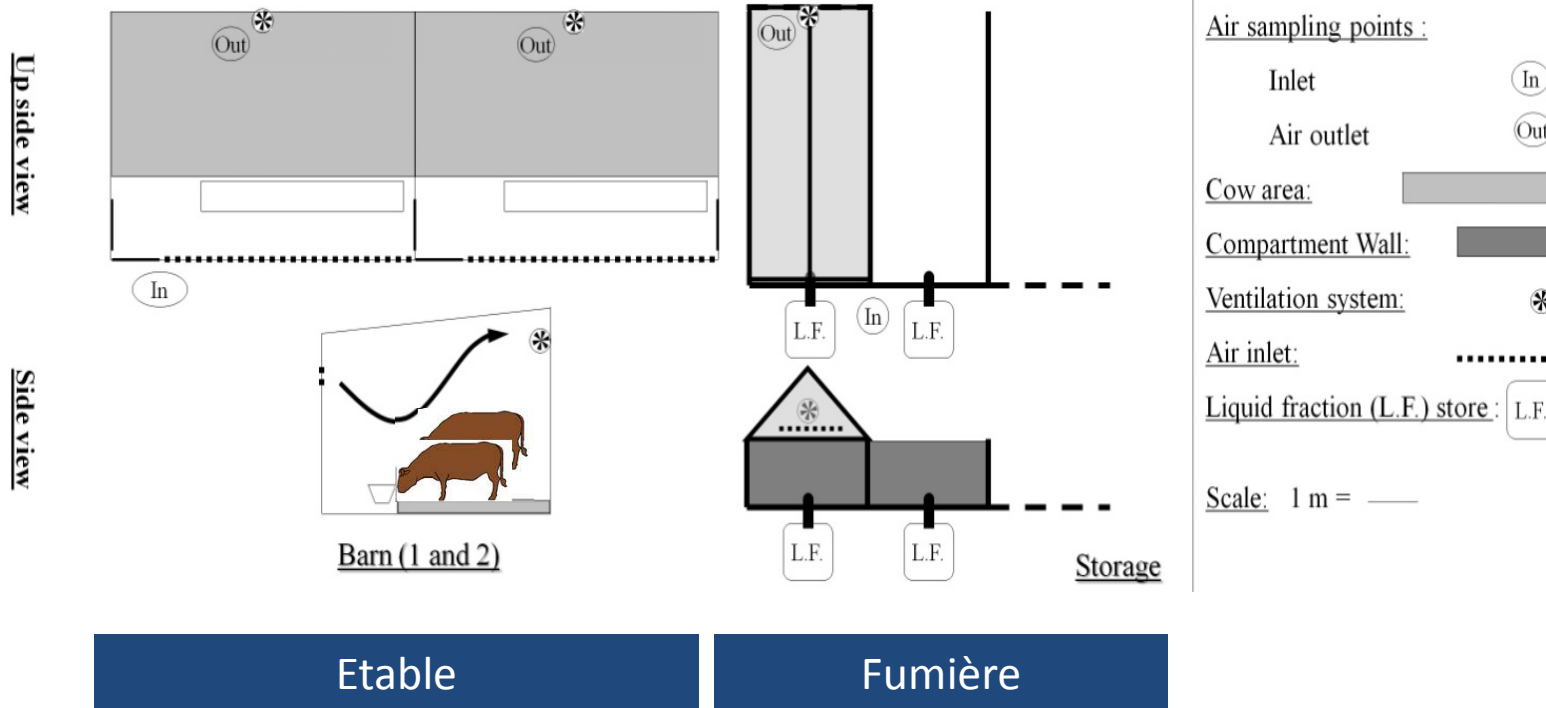 Up side view
Out
Out
In
Out
L.F.
In
L.F.
Side view
Barn (1 and 2)
L.F.
L.F.
Storage
Air sampling points :
Inlet
In
Air outlet
Out
Cow area:
Compartment Wall:
Ventilation system:
Air inlet:
Liquid fraction (L.F.) store :
L.F.
Scale: 1 m =
Etable
Fumière